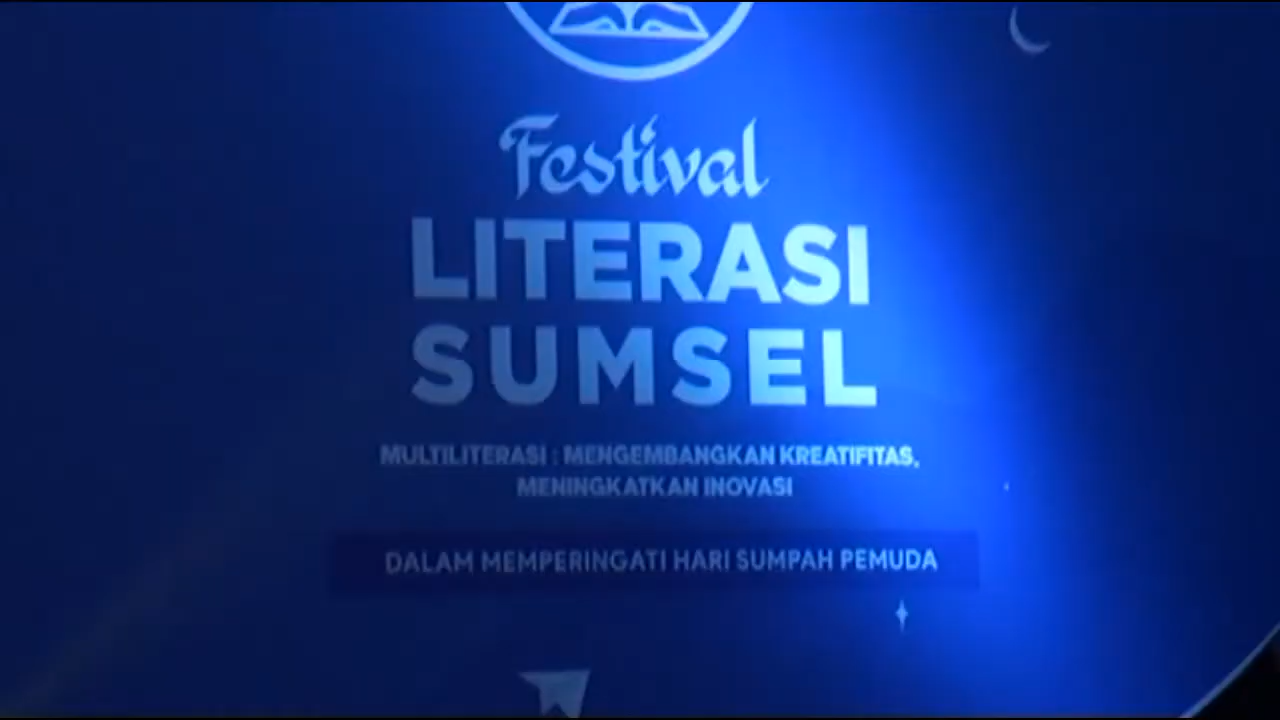 Festival
LITERASI
SUMSEL
MULTILITERASI : MENGEMBANGKAN KREATIFITAS,
MENINGKATKAN INOVASI
DALAM MEMPERINGATI HARI SUMPAH PEMUDA